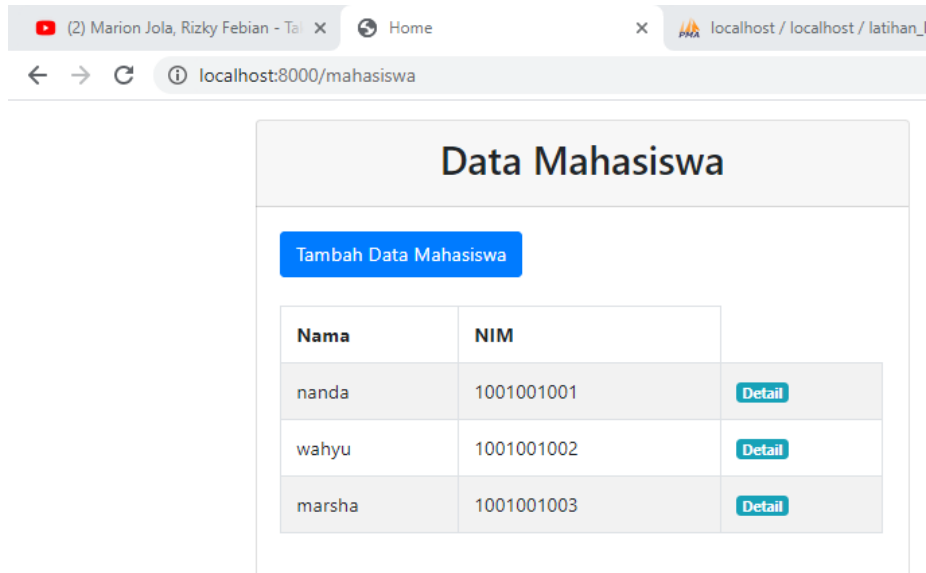 (2) Marion Jola, Rizky Febian - Ta
Home
PMA
localhost / localhost / latihan_
localhost:8000/mahasiswa
Data Mahasiswa
Tambah Data Mahasiswa
Nama NIM
nanda 1001001001 Detail
wahyu 1001001002 Detail
marsha 1001001003 Detail